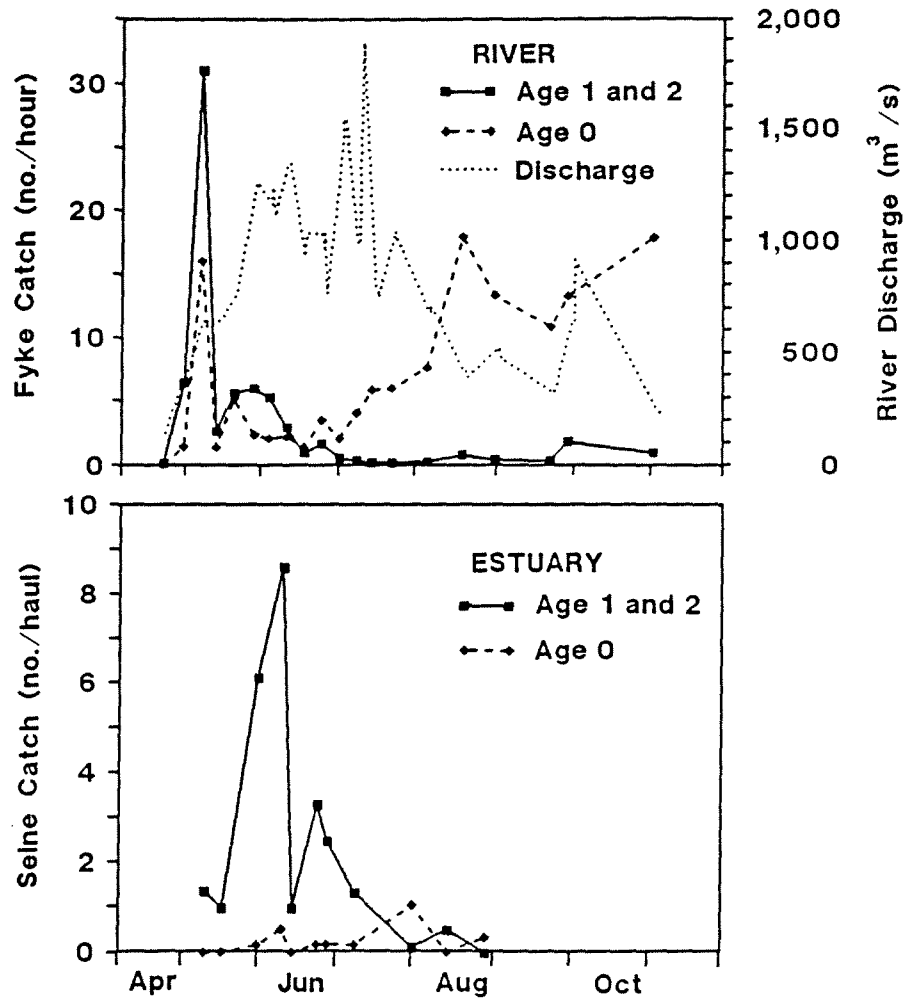 2,000
30
20
10
0
Fyke Catch (no./hour)
RIVER
Age 1 and 2
Age 0
Discharge
1,500
1,000
500
0
River Discharge (m³/s)
10
8
6
4
2
0
Seine Catch (no./haul)
ESTUARY
Age 1 and 2
Age 0
Apr Jun Aug Oct